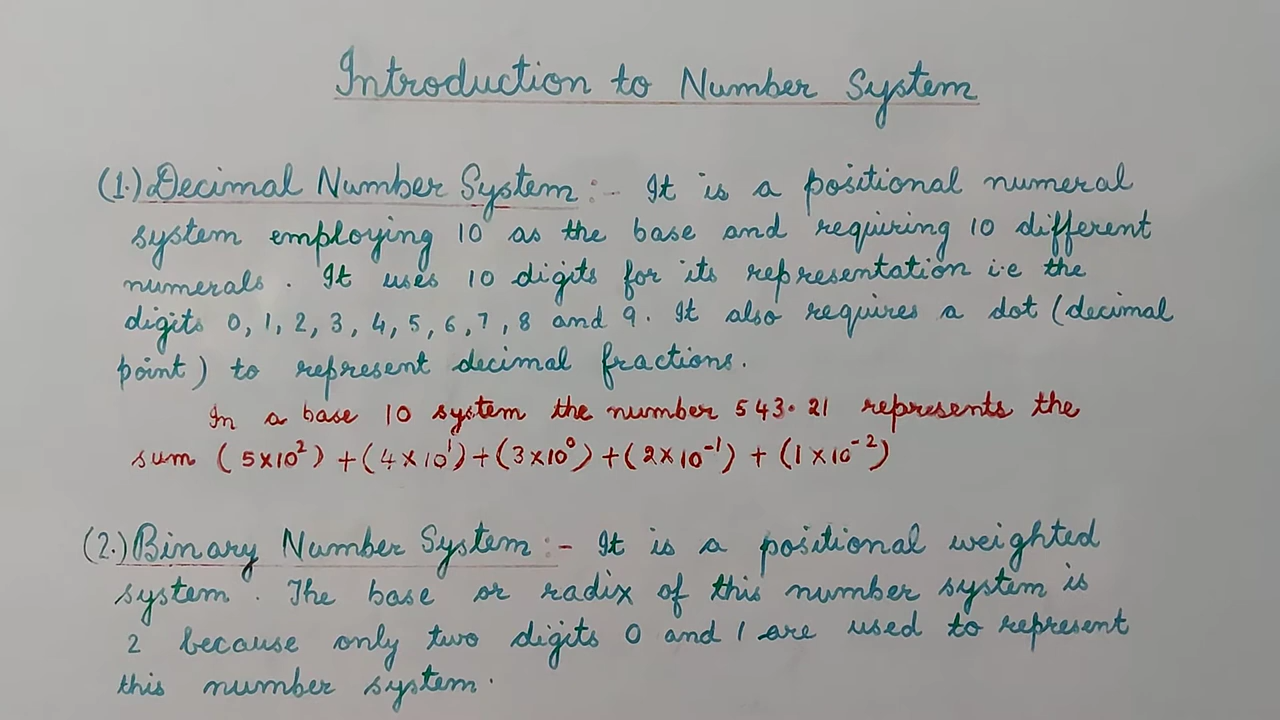 Introduction to Number System
(1.) Decimal Number System :- It is a positional numeral
system employing 10 as the base and requiring 10 different
numerals. It uses 10 digits for its representation i.e the
digits 0, 1, 2, 3, 4, 5, 6, 7, 8 and 9. It also requires a dot (decimal
point) to represent decimal fractions.
In a base 10 system the number 543.21 represents the
sum (5×10²) + (4×10¹) + (3×10⁰) + (2×10⁻¹) + (1×10⁻²)
(2.) Binary Number System :- It is a positional weighted
system. The base or radix of this number system is
2 because only two digits 0 and 1 are used to represent
this number system.